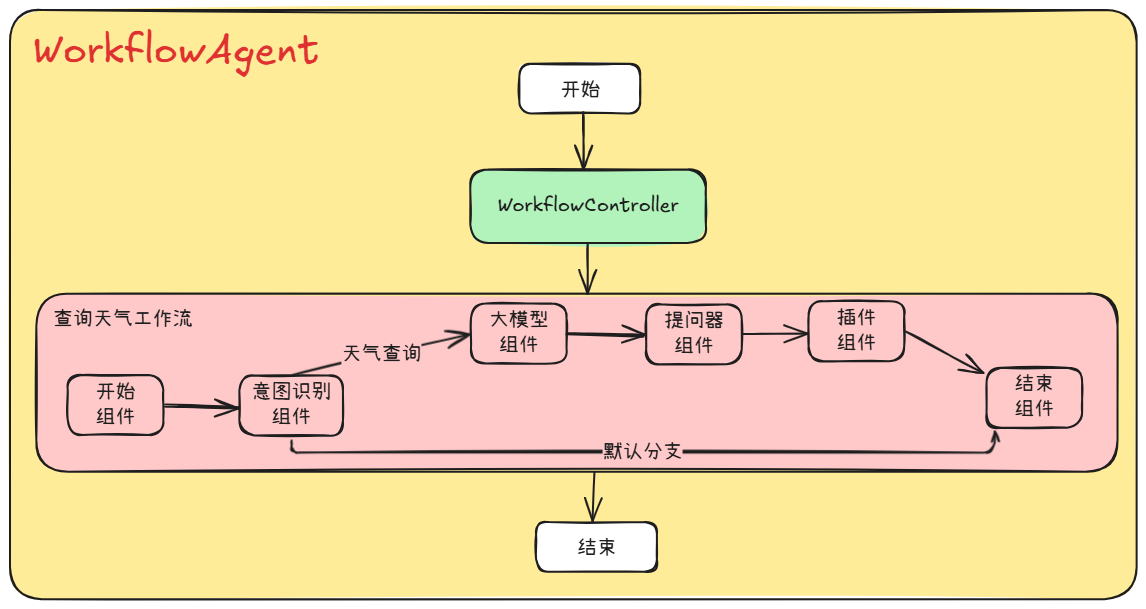 WorkflowAgent
开始
WorkflowController
查询天气工作流
大模型
组件
提问器
组件
插件
组件
天气查询
开始
组件
意图识别
组件
结束
组件
默认分支
结束